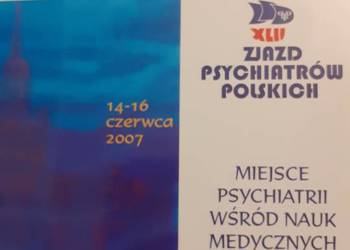 XLII
ZJAZD
PSYCHIATRÓW
POLSKICH
14-16
czerwca
2007
MIEJSCE
PSYCHIATRII
WŚRÓD NAUK
MEDYCZNYCH